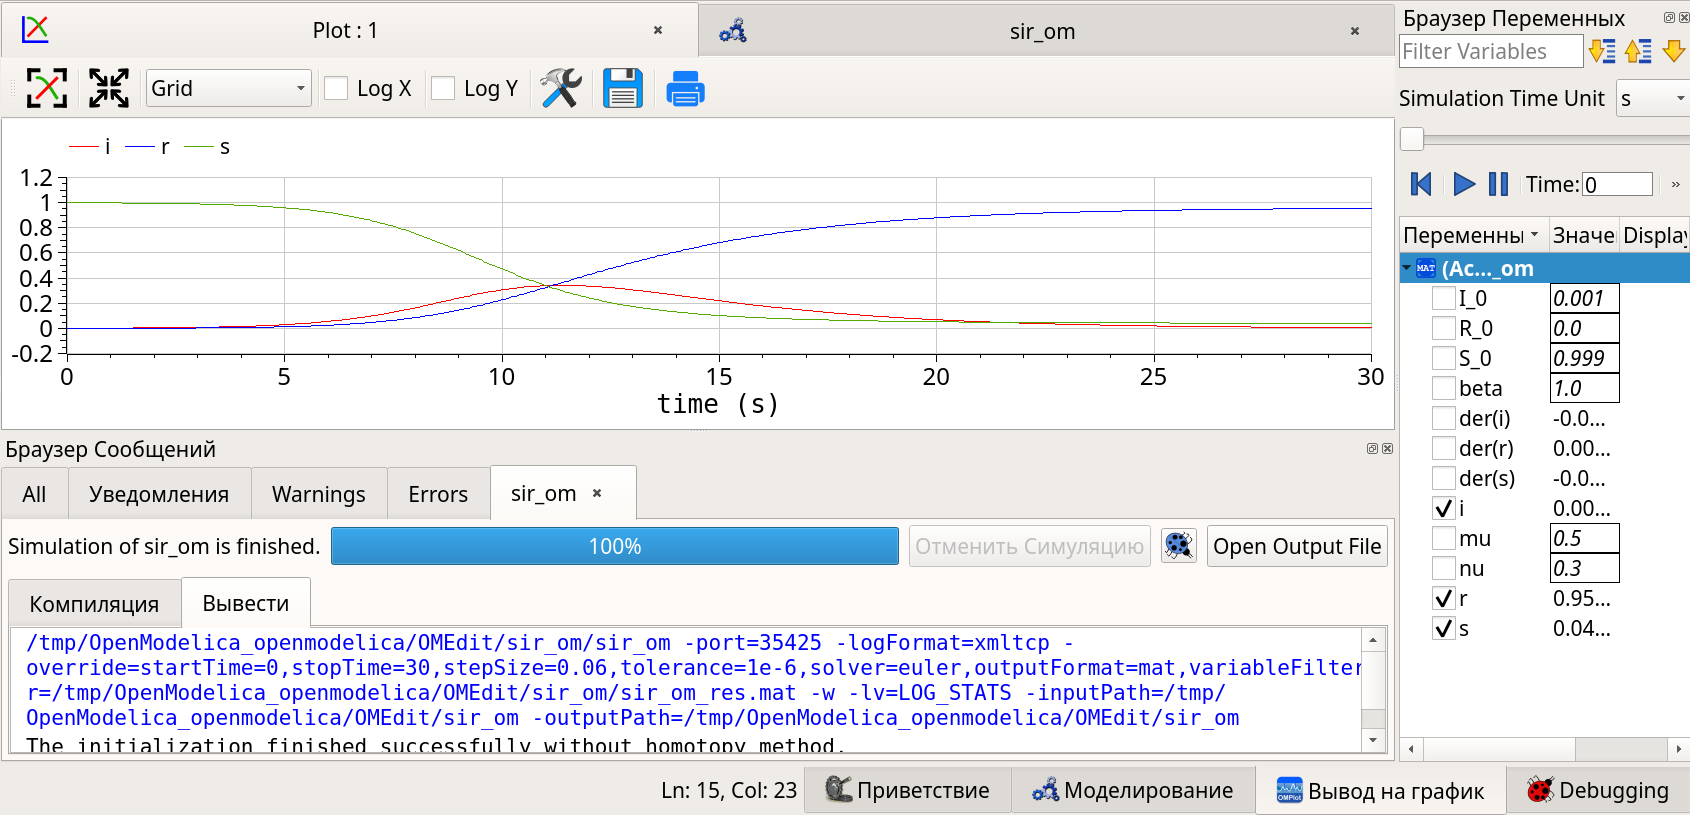 Plot : 1
sir_om
Grid
Log X
Log Y
i
r
s
1.2
1
0.8
0.6
0.4
0.2
0
-0.2
0
5
10
15
20
25
30
time (s)
Браузер Сообщений
All
Уведомления
Warnings
Errors
sir_om
Simulation of sir_om is finished.
100%
Отменить Симуляцию
Open Output File
Компиляция
Вывести
/tmp/OpenModelica_openmodelica/OMEdit/sir_om/sir_om -port=35425 -logFormat=xmltcp -
override=startTime=0,stopTime=30,stepSize=0.06,tolerance=1e-6,solver=euler,outputFormat=mat,variableFilter
r=/tmp/OpenModelica_openmodelica/OMEdit/sir_om/sir_om_res.mat -w -lv=LOG_STATS -inputPath=/tmp/
OpenModelica_openmodelica/OMEdit/sir_om -outputPath=/tmp/OpenModelica_openmodelica/OMEdit/sir_om
The initialization finished successfully without homotopy method.
Браузер Переменных
Filter Variables
Simulation Time Unit
s
Time:
0
»
Переменны
Значе
Display
MAT
(Ac..._om
I_0 0.001
R_0 0.0
S_0 0.999
beta 1.0
der(i) -0.0...
der(r) 0.00...
der(s) -0.0...
i 0.00...
mu 0.5
nu 0.3
r 0.95...
s 0.04...
Ln: 15, Col: 23
Приветствие
Моделирование
OMPlot
Вывод на график
Debugging